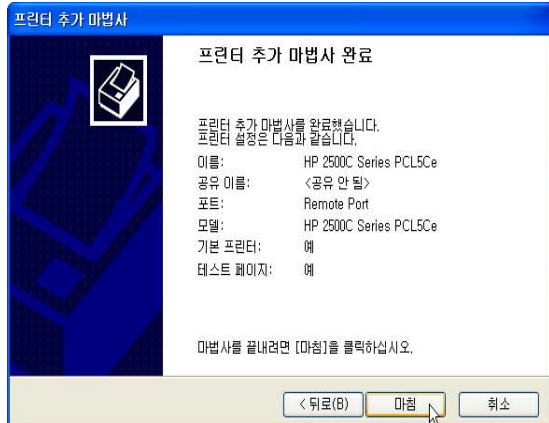 프린터 추가 마법사
프린터 추가 마법사 완료
프린터 추가 마법사를 완료했습니다.
프린터 설정은 다음과 같습니다.
이름: HP 2500C Series PCL5Ce
공유 이름: <공유 안 됨>
포트: Remote Port
모델: HP 2500C Series PCL5Ce
기본 프린터: 예
테스트 페이지: 예
마법사를 끝내려면 [마침]을 클릭하십시오.
< 뒤로(B) 마침 취소